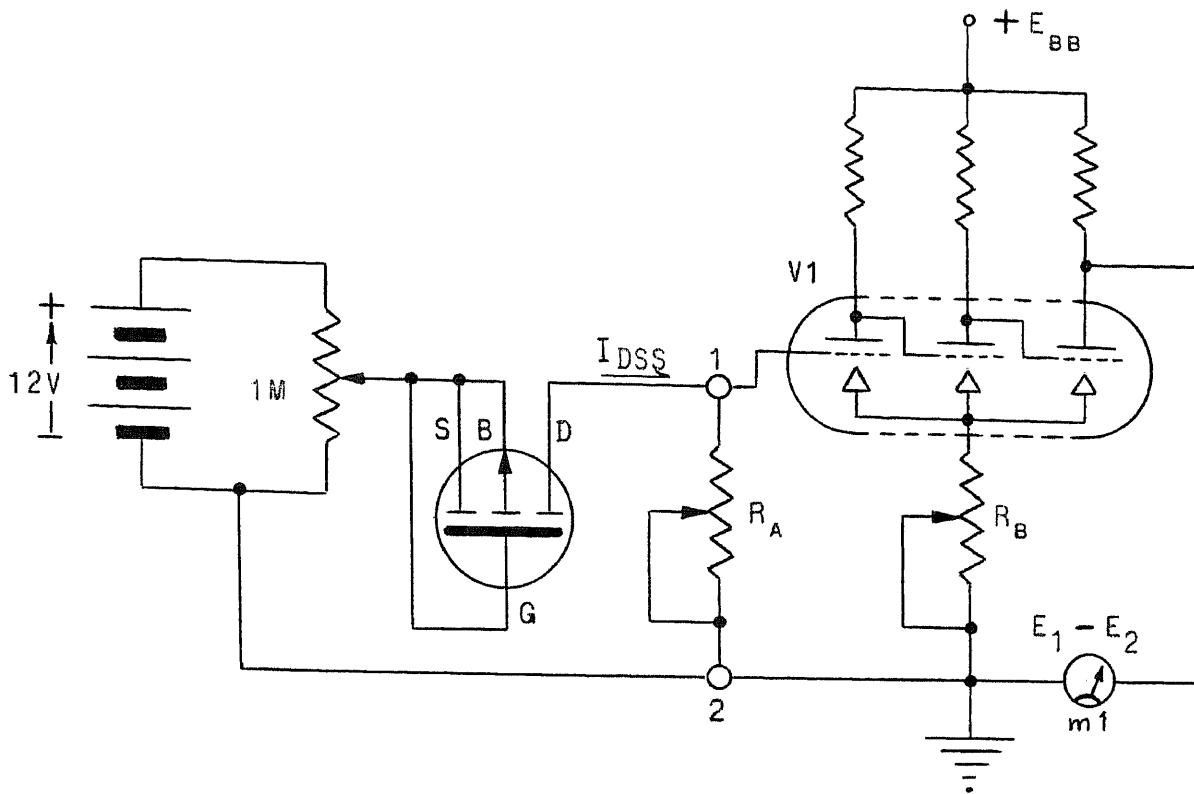 + E BB
V1
+
12V
−
1M
S B D
G
I DSS
1
R A
2
R B
E 1 − E 2
m1